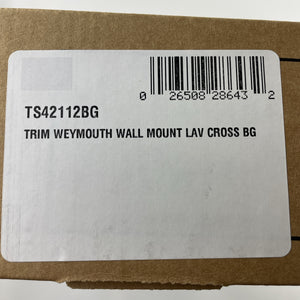 0 26508 28643 2
TS42112BG
TRIM WEYMOUTH WALL MOUNT LAV CROSS BG